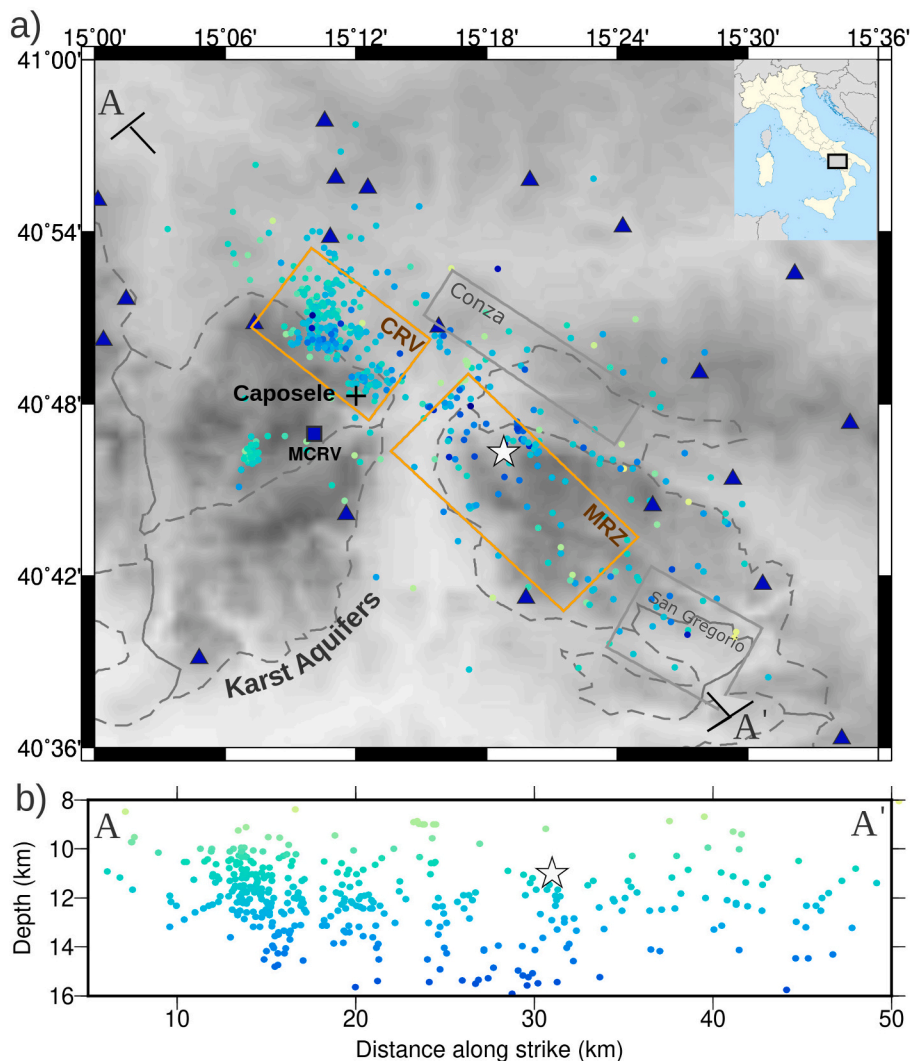 a)
15˚00' 15˚06' 15˚12' 15˚18' 15˚24' 15˚30' 15˚36'
41˚00'
A
40˚54'
Conza
CRV
Caposele
40˚48'
MCRV
MRZ
40˚42'
San Gregorio
Karst Aquifers
A'
40˚36'
b)
8
A
A'
10
12
14
16
Depth (km)
10 20 30 40 50
Distance along strike (km)